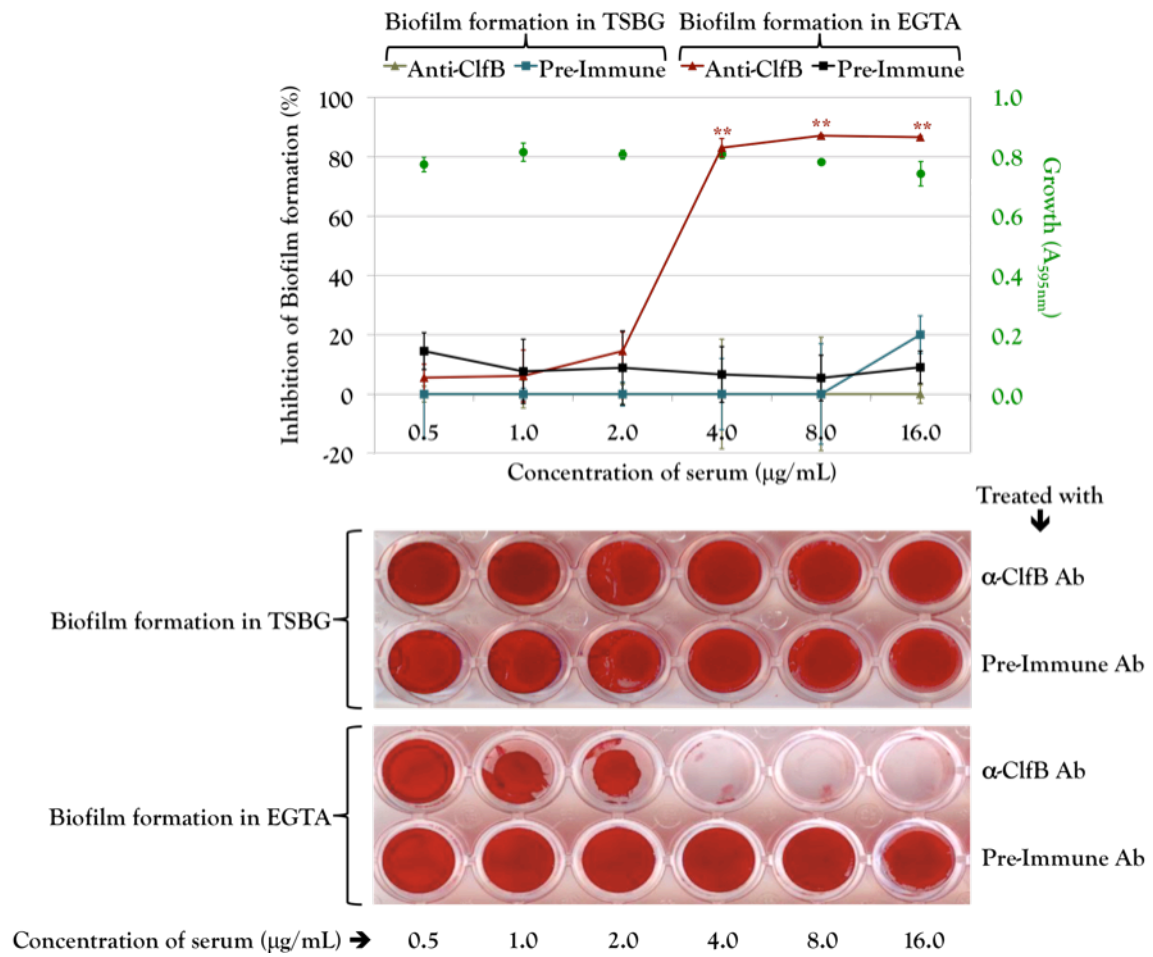 Biofilm formation in TSBG Biofilm formation in EGTA
Anti-ClfB Pre-Immune Anti-ClfB Pre-Immune
Inhibition of Biofilm formation (%)
100
80
60
40
20
0
-20
** ** **
1.0
0.8
0.6
0.4
0.2
0.0
Growth (A595nm)
0.5 1.0 2.0 4.0 8.0 16.0
Concentration of serum (µg/mL)
Treated with
Biofilm formation in TSBG
α-ClfB Ab
Pre-Immune Ab
Biofilm formation in EGTA
α-ClfB Ab
Pre-Immune Ab
Concentration of serum (µg/mL) → 0.5 1.0 2.0 4.0 8.0 16.0